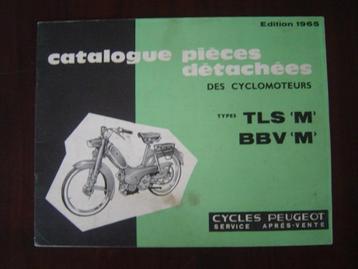 Edition 1965
catalogue pièces
détachées
DES CYCLOMOTEURS
TYPES TLS 'M'
BBV 'M'
CYCLES PEUGEOT
SERVICE APRÈS-VENTE